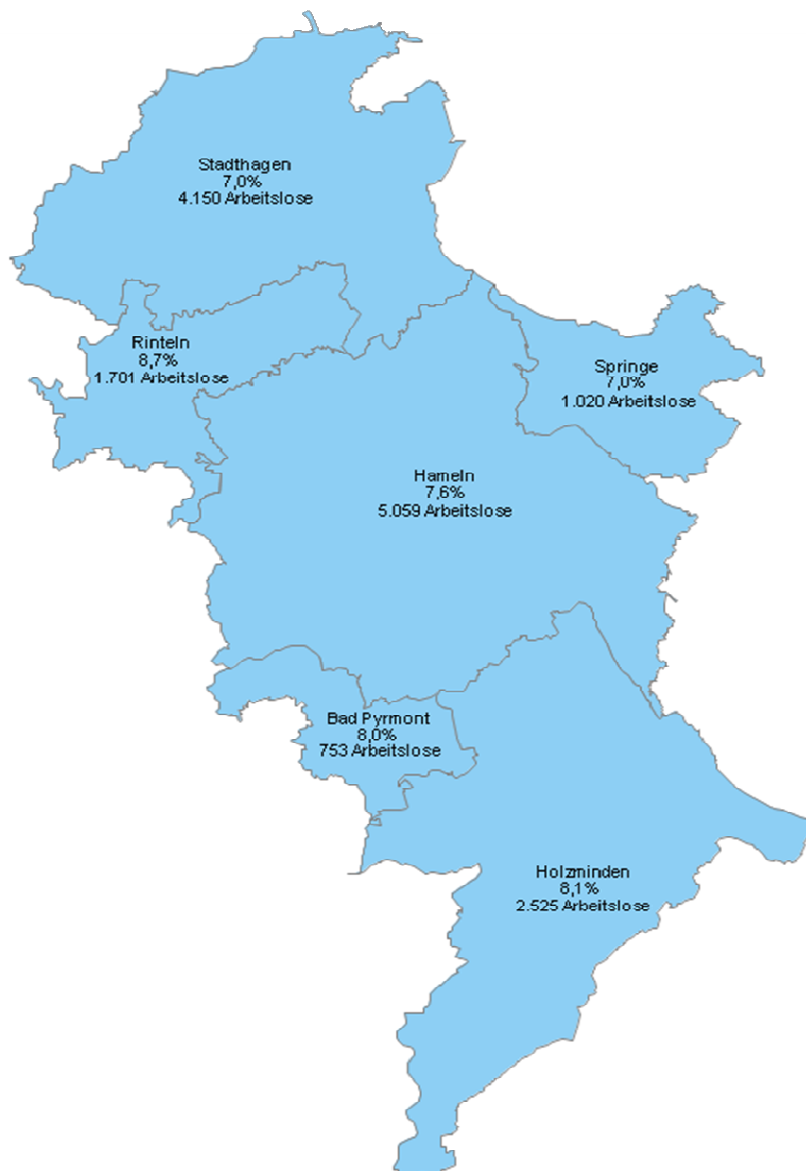 Stadthagen
7,0%
4.150 Arbeitslose
Rinteln
8,7%
1.701 Arbeitslose
Springe
7,0%
1.020 Arbeitslose
Hameln
7,6%
5.059 Arbeitslose
Bad Pyrmont
8,0%
753 Arbeitslose
Holzminden
8,1%
2.525 Arbeitslose